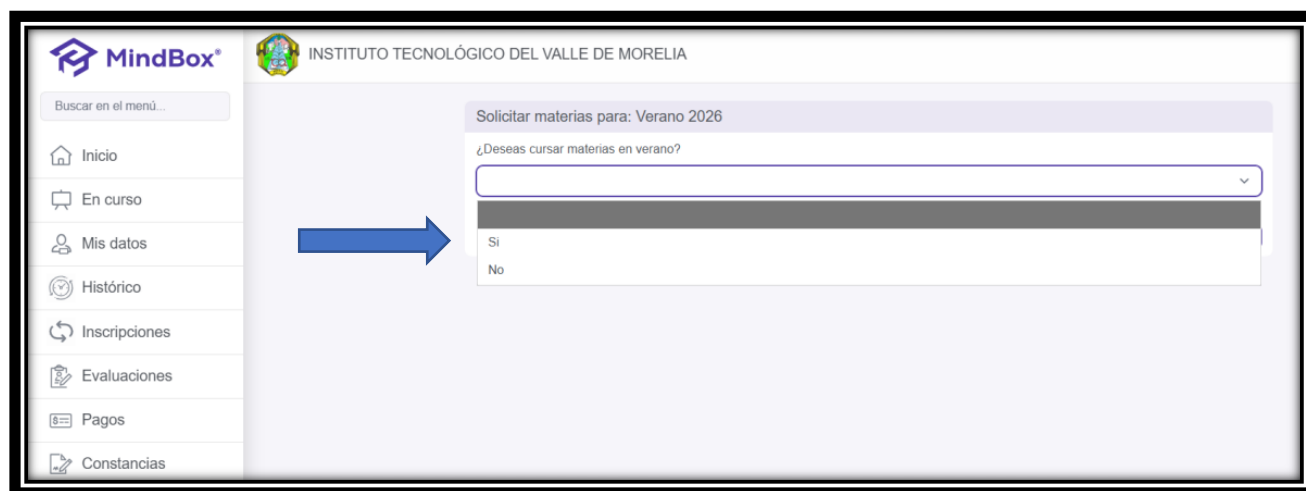 MindBox®
INSTITUTO TECNOLÓGICO DEL VALLE DE MORELIA
Buscar en el menú...
Inicio
En curso
Mis datos
Histórico
Inscripciones
Evaluaciones
Pagos
Constancias
Solicitar materias para: Verano 2026
¿Deseas cursar materias en verano?
Si
No